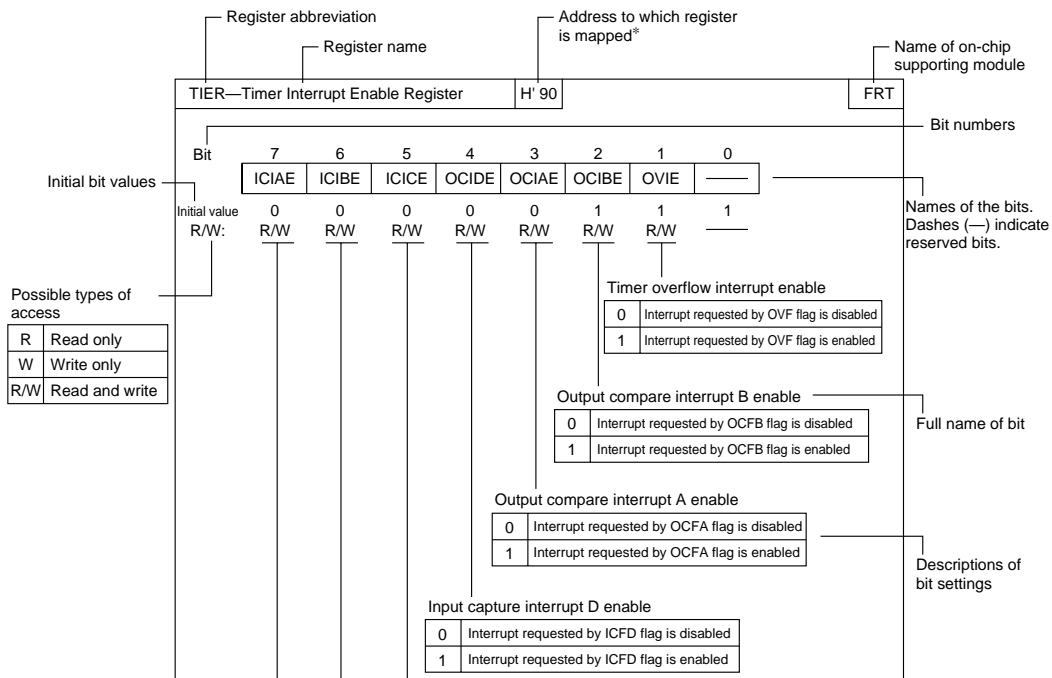 Register abbreviation
Register name
Address to which register
is mapped*
Name of on-chip
supporting module
TIER—Timer Interrupt Enable Register
H' 90
FRT
Bit numbers
Bit 7 6 5 4 3 2 1 0
ICIAE ICIBE ICICE OCIDE OCIAE OCIBE OVIE —
Initial bit values
Initial value 0 0 0 0 0 1 1 1
R/W: R/W R/W R/W R/W R/W R/W R/W —
Names of the bits.
Dashes (—) indicate
reserved bits.
Possible types of
access
R Read only
W Write only
R/W Read and write
Timer overflow interrupt enable
0 Interrupt requested by OVF flag is disabled
1 Interrupt requested by OVF flag is enabled
Output compare interrupt B enable
0 Interrupt requested by OCFB flag is disabled
1 Interrupt requested by OCFB flag is enabled
Full name of bit
Output compare interrupt A enable
0 Interrupt requested by OCFA flag is disabled
1 Interrupt requested by OCFA flag is enabled
Descriptions of
bit settings
Input capture interrupt D enable
0 Interrupt requested by ICFD flag is disabled
1 Interrupt requested by ICFD flag is enabled